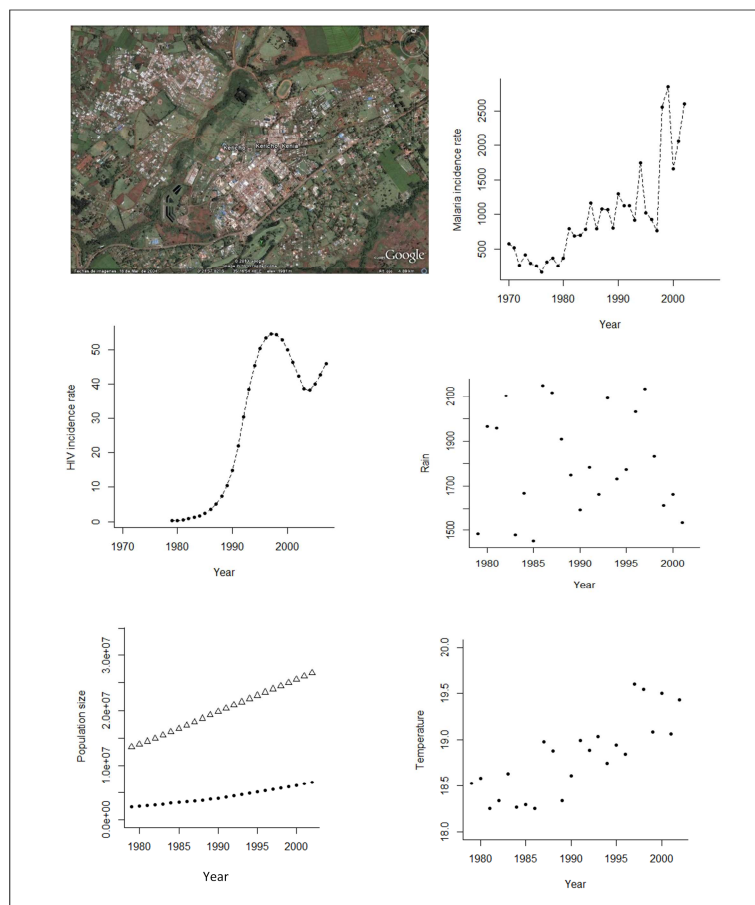 Kericho, Kenia
Google
Malaria incidence rate
2500
2000
1500
1000
500
1970
1980
1990
2000
Year
HIV incidence rate
50
40
30
20
10
0
1970
1980
1990
2000
Year
Rain
2100
1900
1700
1500
1980
1985
1990
1995
2000
Year
Population size
3.0e+07
2.0e+07
1.0e+07
0.0e+00
1980
1985
1990
1995
2000
Year
Temperature
20.0
19.5
19.0
18.5
18.0
1980
1985
1990
1995
2000
Year